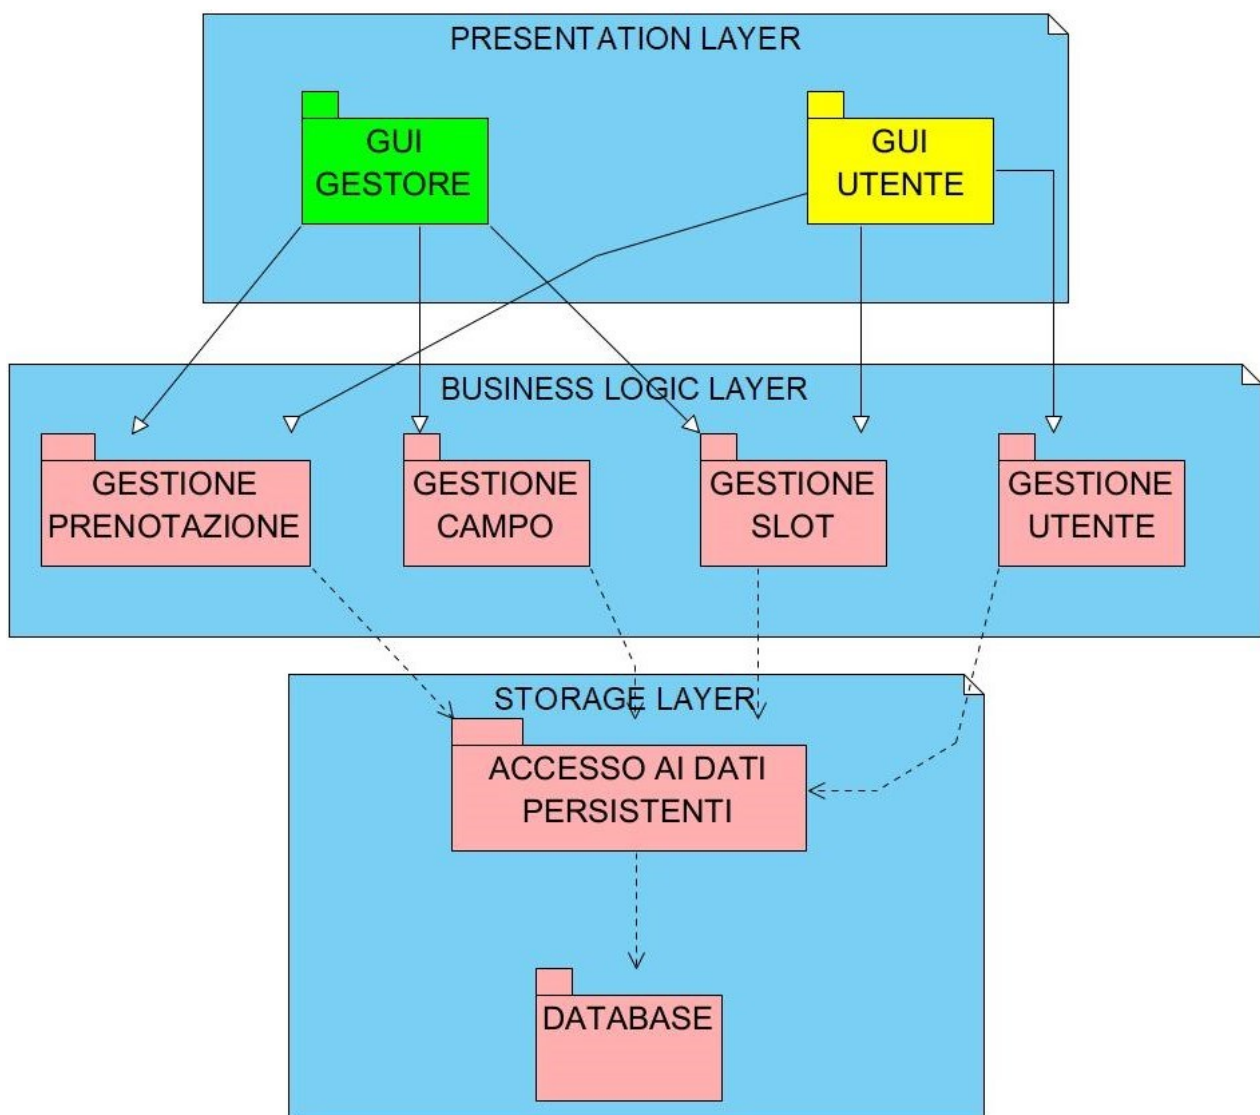 PRESENTATION LAYER
GUI
GESTORE
GUI
UTENTE
BUSINESS LOGIC LAYER
GESTIONE
PRENOTAZIONE
GESTIONE
CAMPO
GESTIONE
SLOT
GESTIONE
UTENTE
STORAGE LAYER
ACCESSO AI DATI
PERSISTENTI
DATABASE